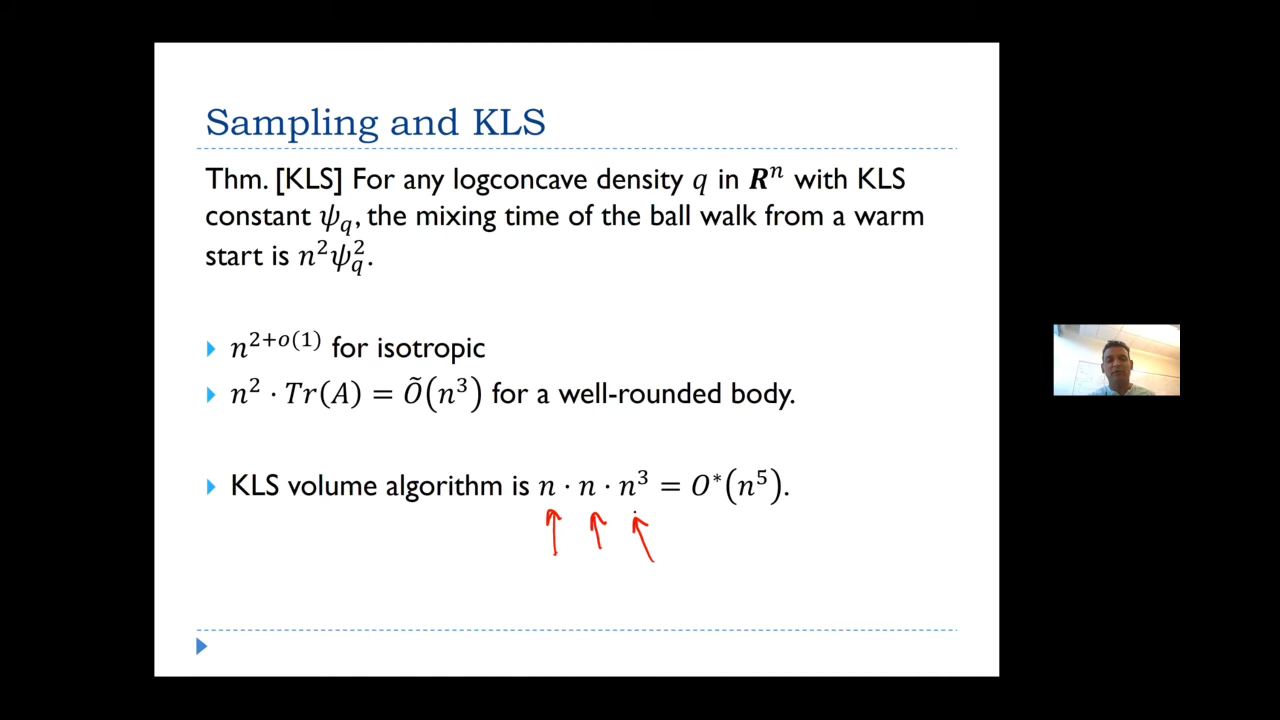 Sampling and KLS
Thm. [KLS] For any logconcave density q in Rⁿ with KLS
constant ψ_q, the mixing time of the ball walk from a warm
start is n²ψ_q².
n^{2+o(1)} for isotropic
n² · Tr(A) = Õ(n³) for a well-rounded body.
KLS volume algorithm is n · n · n³ = O*(n⁵).